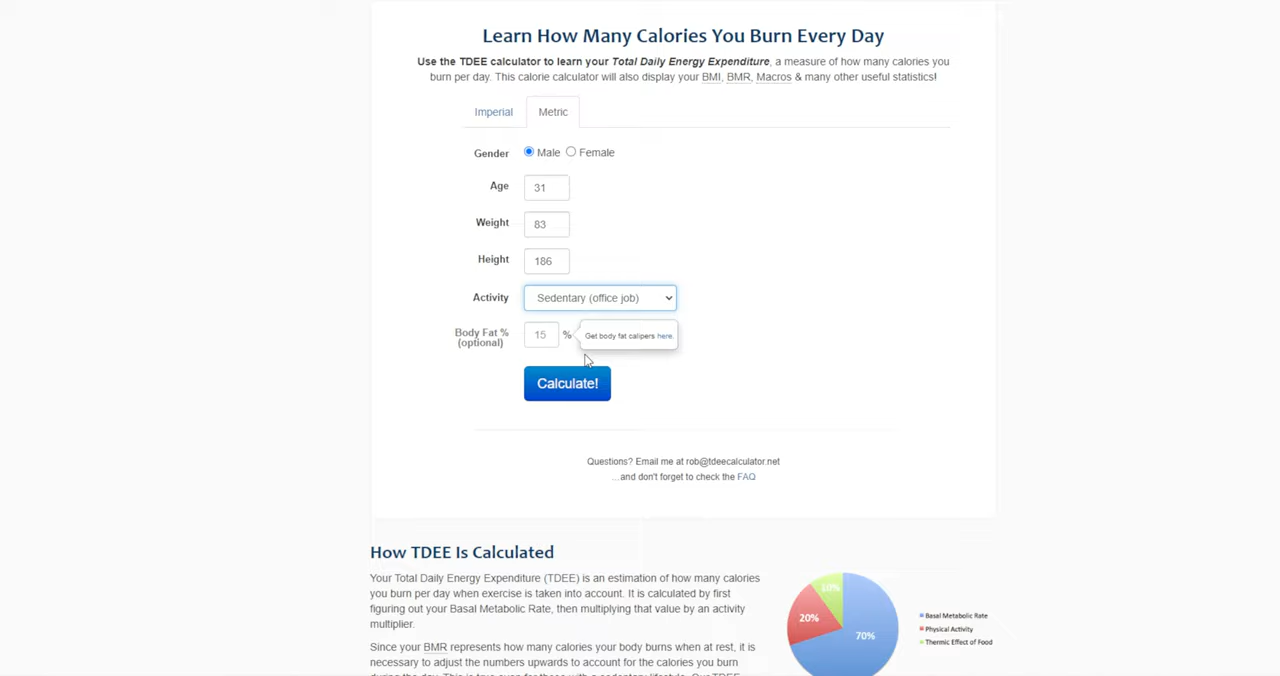 Learn How Many Calories You Burn Every Day
Use the TDEE calculator to learn your Total Daily Energy Expenditure, a measure of how many calories you
burn per day. This calorie calculator will also display your BMI, BMR, Macros & many other useful statistics!
Imperial
Metric
Gender
Male
Female
Age
31
Weight
83
Height
186
Activity
Sedentary (office job)
Body Fat %
(optional)
15
%
Get body fat calipers here.
Calculate!
Questions? Email me at rob@tdeecalculator.net
...and don't forget to check the FAQ
How TDEE Is Calculated
Your Total Daily Energy Expenditure (TDEE) is an estimation of how many calories
you burn per day when exercise is taken into account. It is calculated by first
figuring out your Basal Metabolic Rate, then multiplying that value by an activity
multiplier.
Since your BMR represents how many calories your body burns when at rest, it is
necessary to adjust the numbers upwards to account for the calories you burn
10%
20%
70%
Basal Metabolic Rate
Physical Activity
Thermic Effect of Food